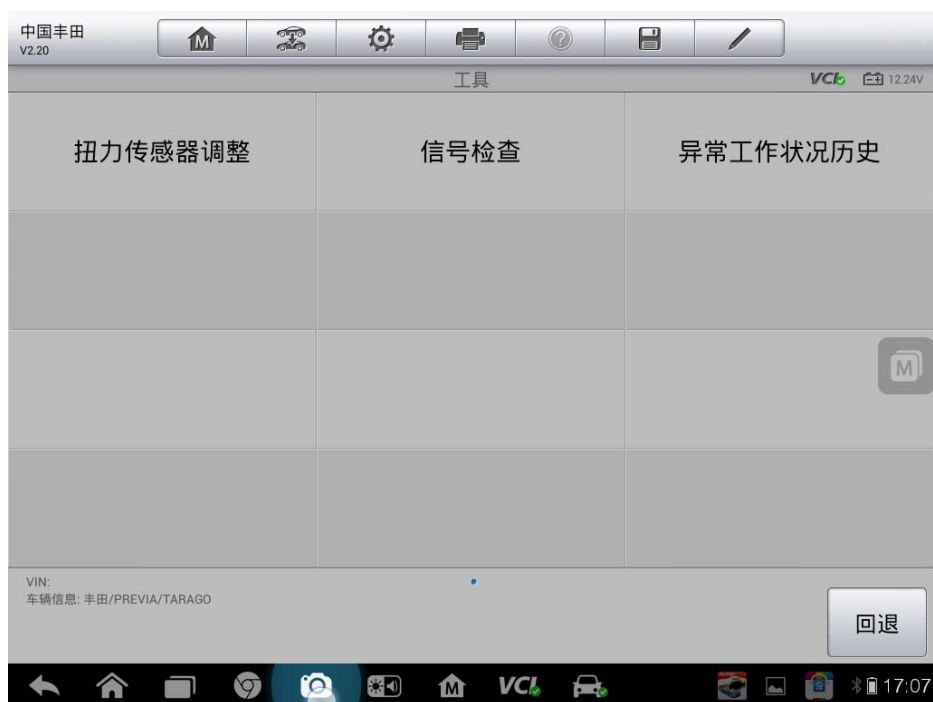 中国丰田
V2.20
工具
VCI
12.24V
扭力传感器调整
信号检查
异常工作状况历史
M
VIN:
车辆信息: 丰田/PREVIA/TARAGO
回退
VCI
17:07